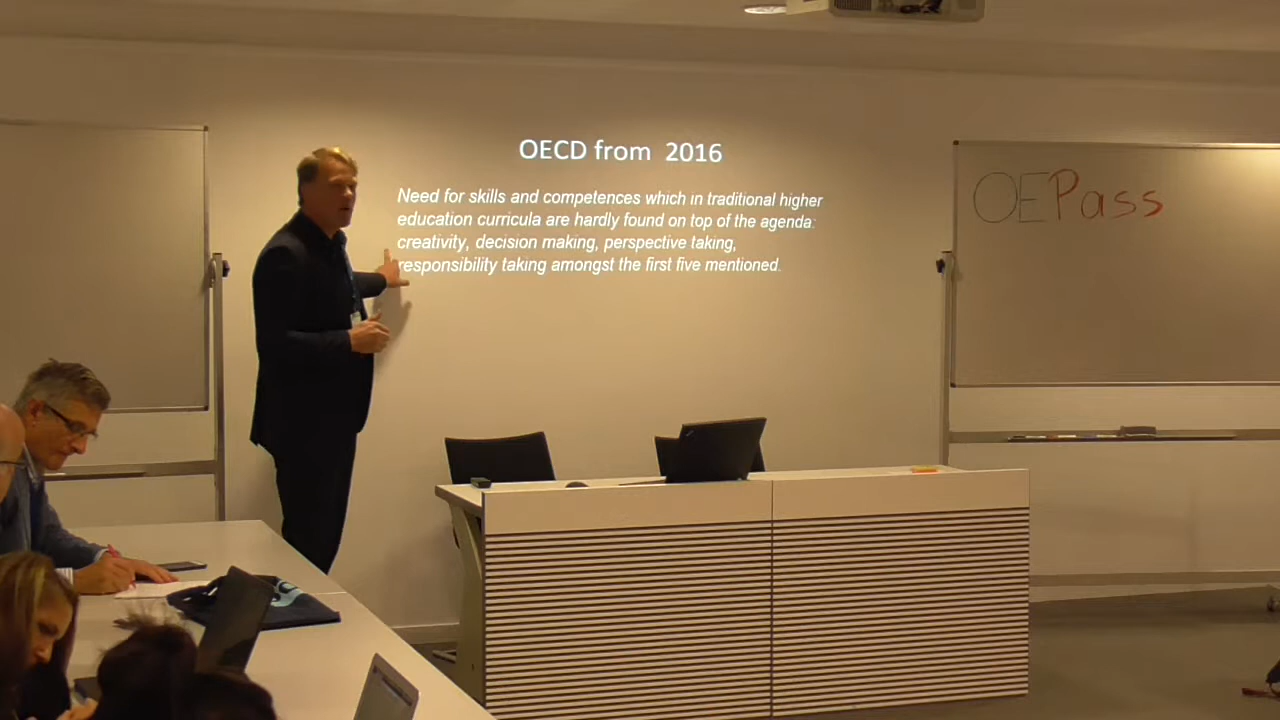 OECD from 2016
Need for skills and competences which in traditional higher
education curricula are hardly found on top of the agenda:
creativity, decision making, perspective taking,
responsibility taking amongst the first five mentioned.
OEPass